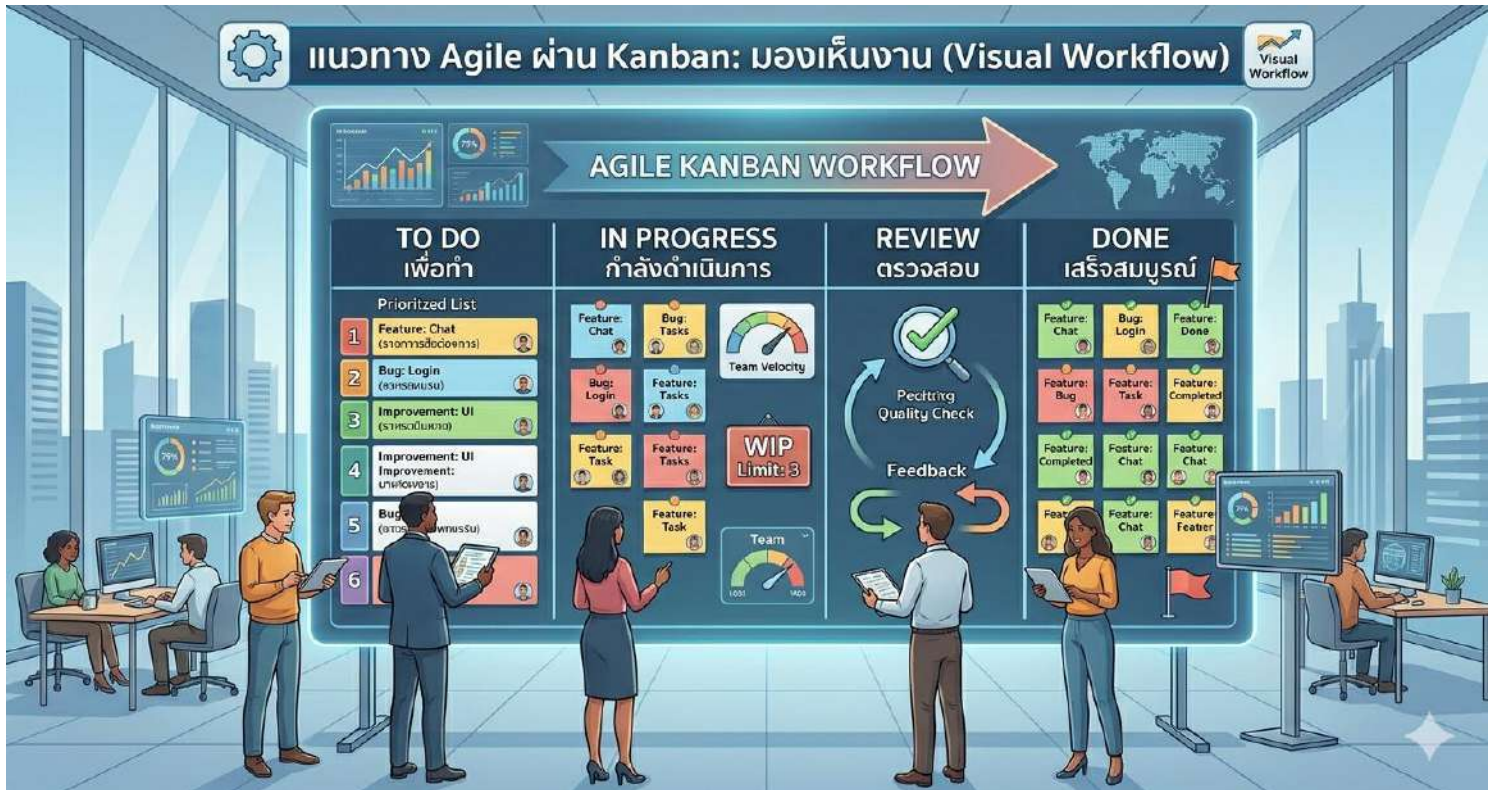 แนวทาง Agile ผ่าน Kanban: มองเห็นงาน (Visual Workflow)
Visual
Workflow
75%
AGILE KANBAN WORKFLOW
TO DO
เพื่อทำ
Prioritzed List
1
Feature: Chat
2
Bug: Login
3
Improvement: UI
4
Improvement: UI
Improvement:
5
Bug
6
IN PROGRESS
กำลังดำเนินการ
Feature:
Chat
Bug:
Tasks
Bug:
Login
Feature:
Tasks
Feature:
Task
Feature:
Tasks
Feature:
Task
Team Velocity
WIP
Limit: 3
Team
REVIEW
ตรวจสอบ
Quality Check
Feedback
DONE
เสร็จสมบูรณ์
Feature:
Chat
Bug:
Login
Feature:
Done
Feature:
Bug
Feature:
Task
Feature:
Completed
Feature:
Completed
Feature:
Chat
Feature:
Chat
Feature:
Chat
Feature:
Featier